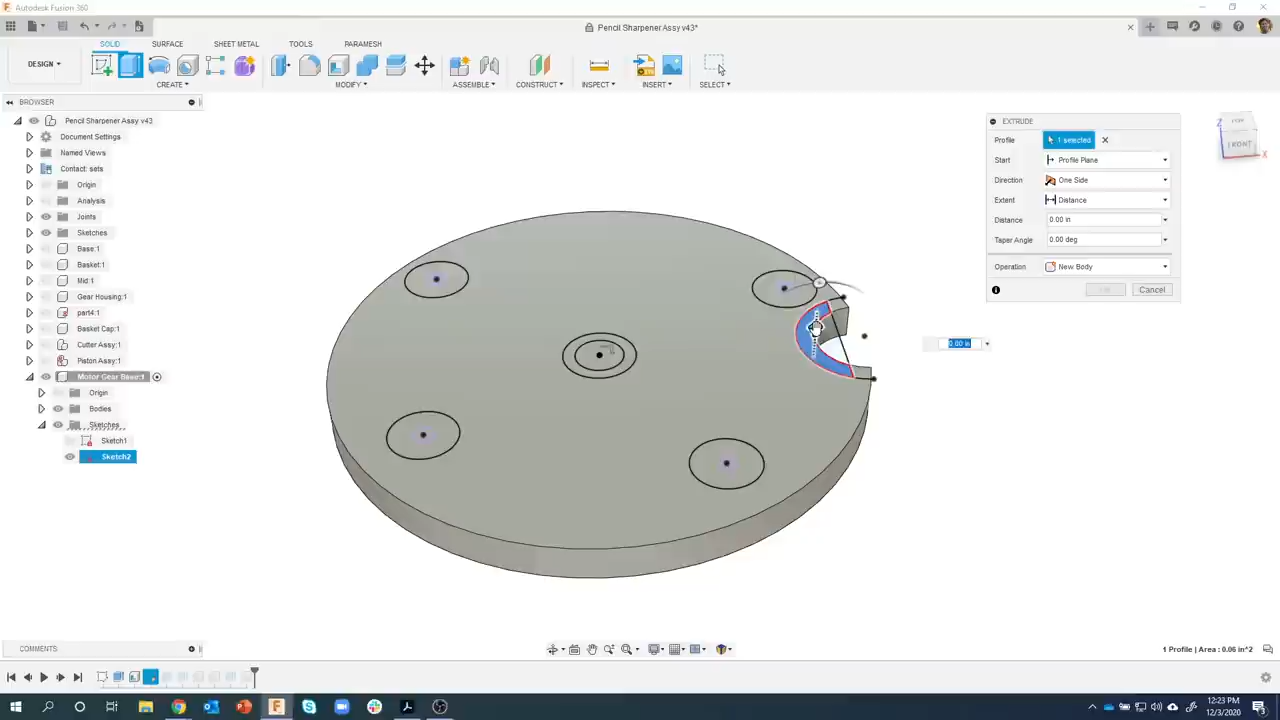 Autodesk Fusion 360
Pencil Sharpener Assy v43*
SOLID SURFACE SHEET METAL TOOLS PARAMESH
DESIGN
CREATE MODIFY ASSEMBLE CONSTRUCT INSPECT INSERT SELECT
BROWSER
Pencil Sharpener Assy v43
Document Settings
Named Views
Contact: sets
Origin
Analysis
Joints
Sketches
Base:1
Basket:1
Mid:1
Gear Housing:1
part4:1
Basket Cap:1
Cutter Assy:1
Piston Assy:1
Motor Gear Base:1
Origin
Bodies
Sketches
Sketch1
Sketch2
EXTRUDE
Profile 1 selected
Start Profile Plane
Direction One Side
Extent Distance
Distance 0.00 in
Taper Angle 0.00 deg
Operation New Body
Cancel
FRONT
Z
X
0.00 in
COMMENTS
1 Profile | Area : 0.06 in^2
12:23 PM
12/3/2020